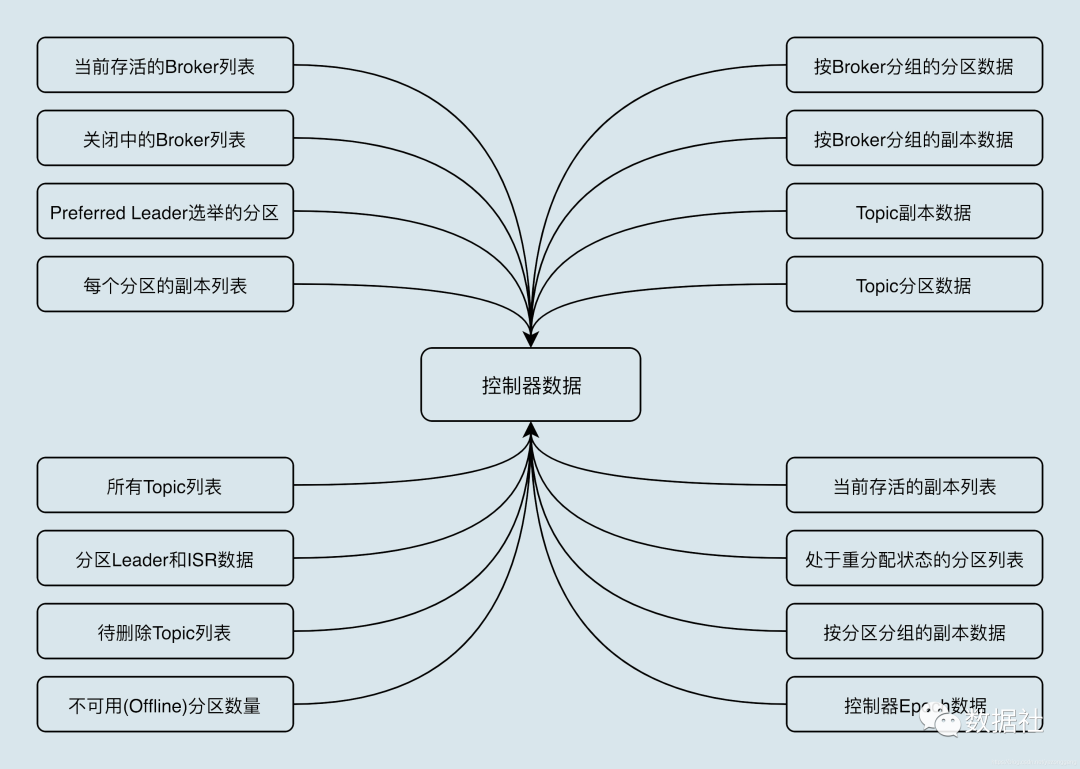 当前存活的Broker列表
关闭中的Broker列表
Preferred Leader选举的分区
每个分区的副本列表
按Broker分组的分区数据
按Broker分组的副本数据
Topic副本数据
Topic分区数据
控制器数据
所有Topic列表
分区Leader和ISR数据
待删除Topic列表
不可用(Offline)分区数量
当前存活的副本列表
处于重分配状态的分区列表
按分区分组的副本数据
控制器Epoch数据
数据社